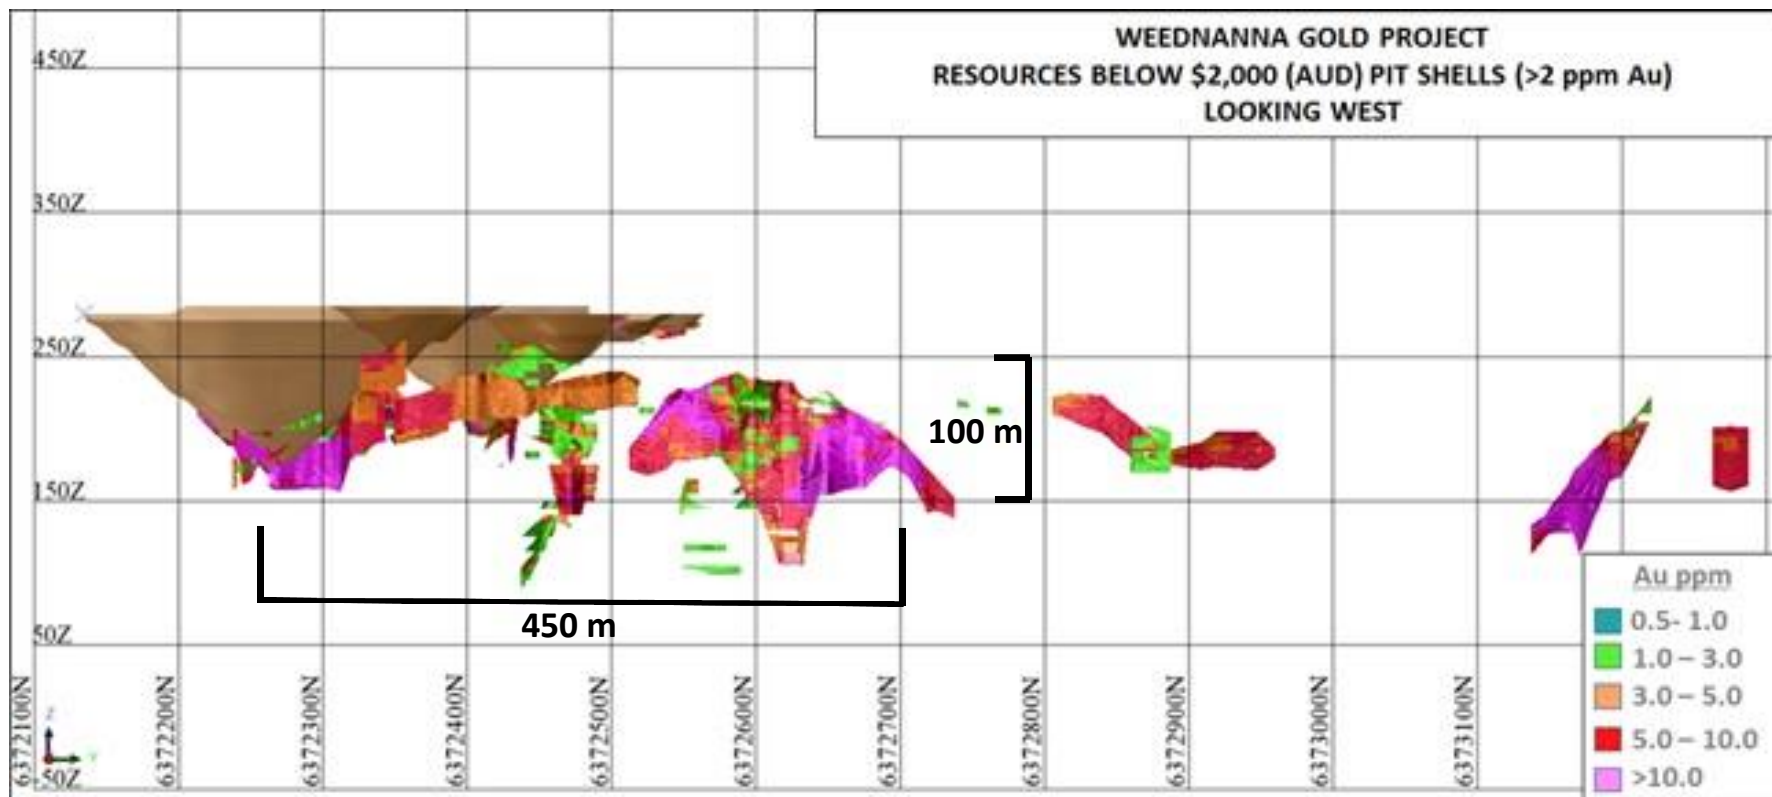 WEEDNANNA GOLD PROJECT
RESOURCES BELOW $2,000 (AUD) PIT SHELLS (>2 ppm Au)
LOOKING WEST
450Z
350Z
250Z
150Z
50Z
-50Z
100 m
450 m
6372100N
6372200N
6372300N
6372400N
6372500N
6372600N
6372700N
6372800N
6372900N
6373000N
6373100N
Au ppm
0.5- 1.0
1.0 – 3.0
3.0 – 5.0
5.0 – 10.0
>10.0